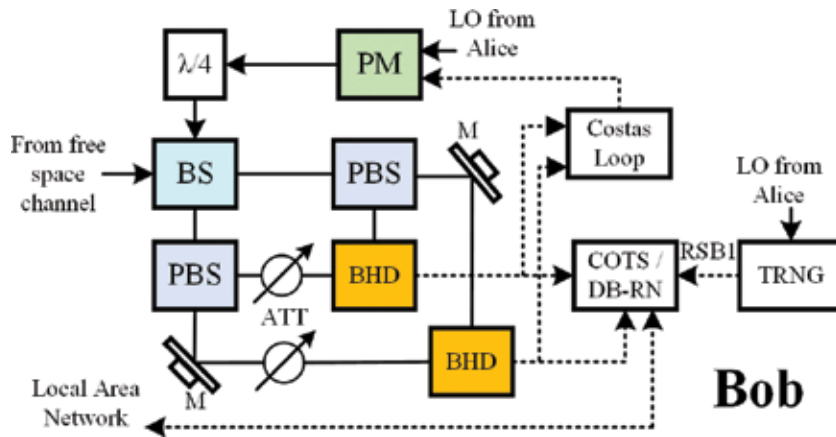 LO from
Alice
λ/4
PM
M
Costas
Loop
From free
space
channel
BS
PBS
LO from
Alice
PBS
ATT
BHD
COTS /
DB-RN
RSB1
TRNG
BHD
M
Local Area
Network
Bob